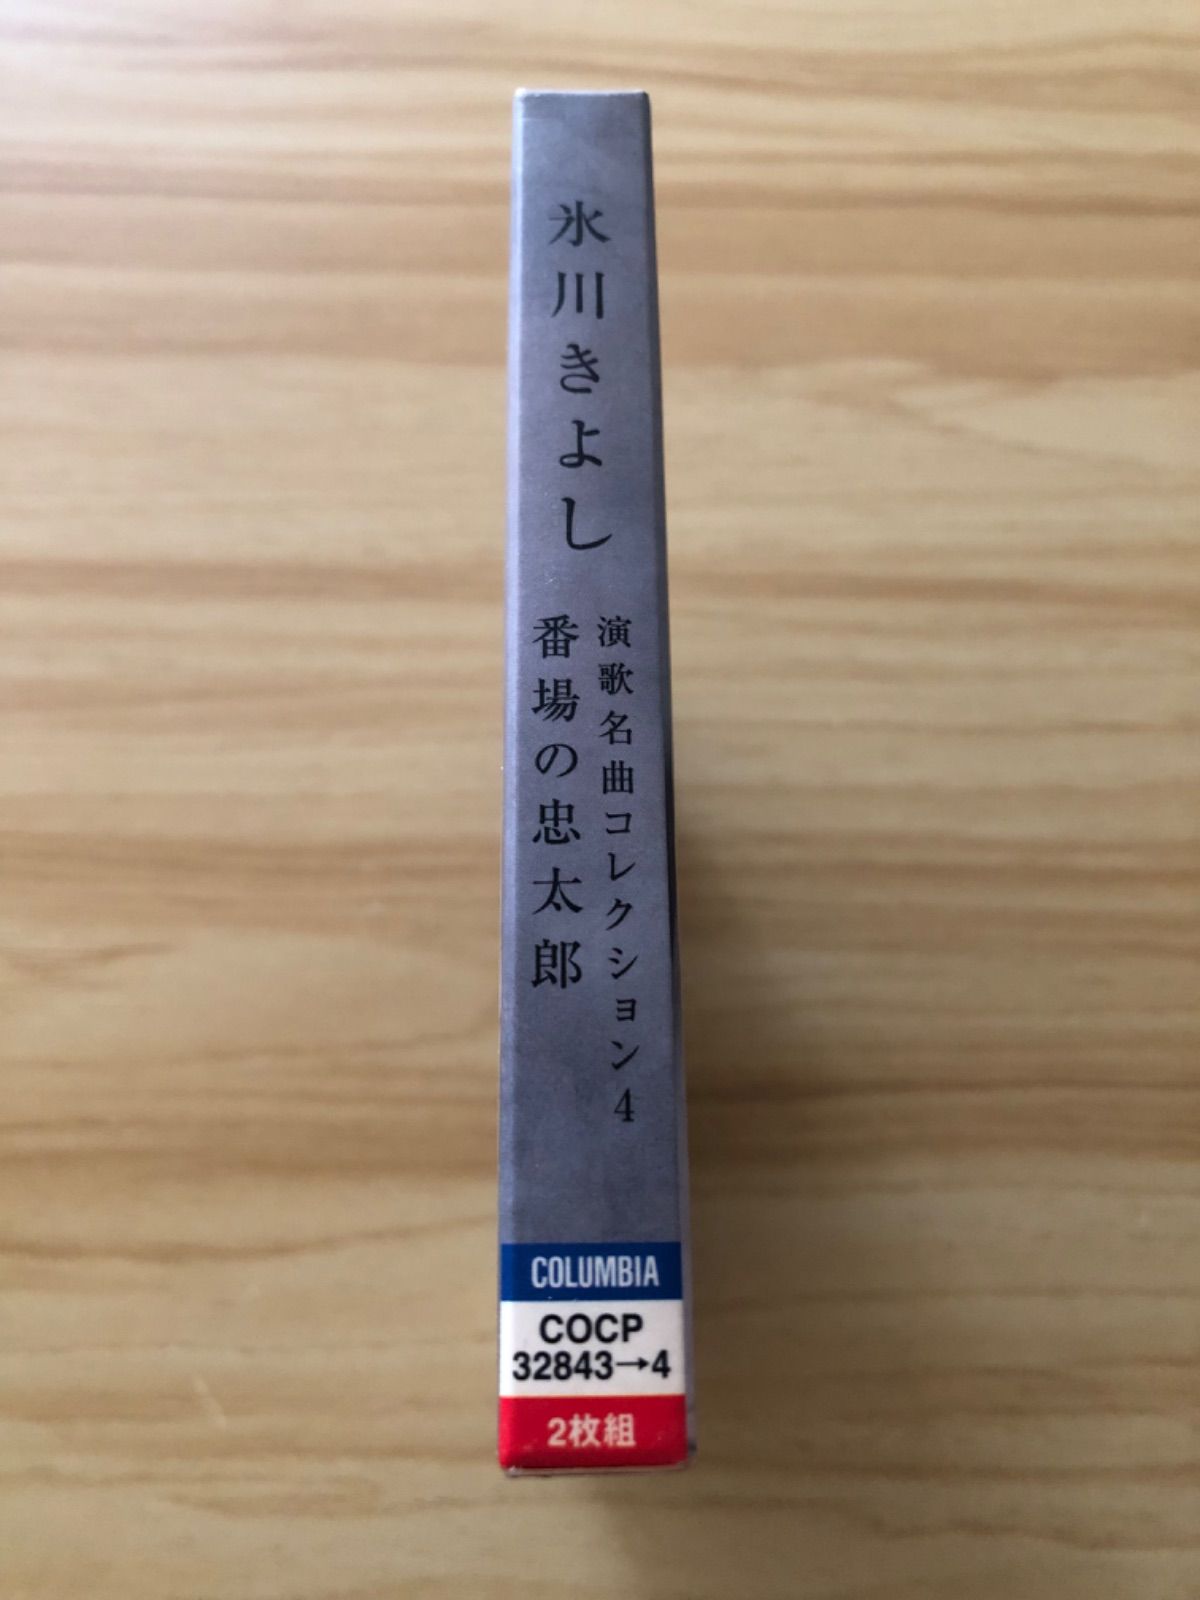 氷川きよし
演歌名曲コレクション4
番場の忠太郎
COLUMBIA
COCP
32843→4
2枚組